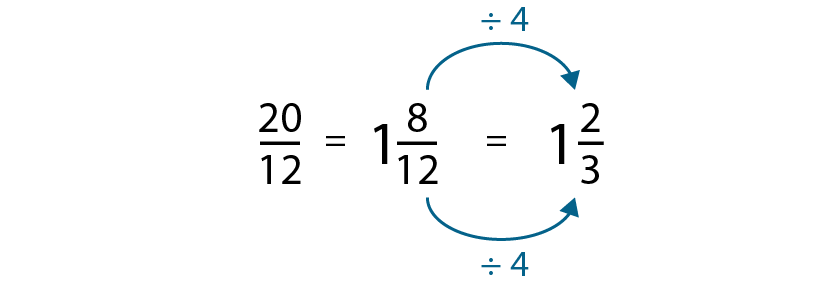 ÷ 4
20/12 = 1 8/12 = 1 2/3
÷ 4